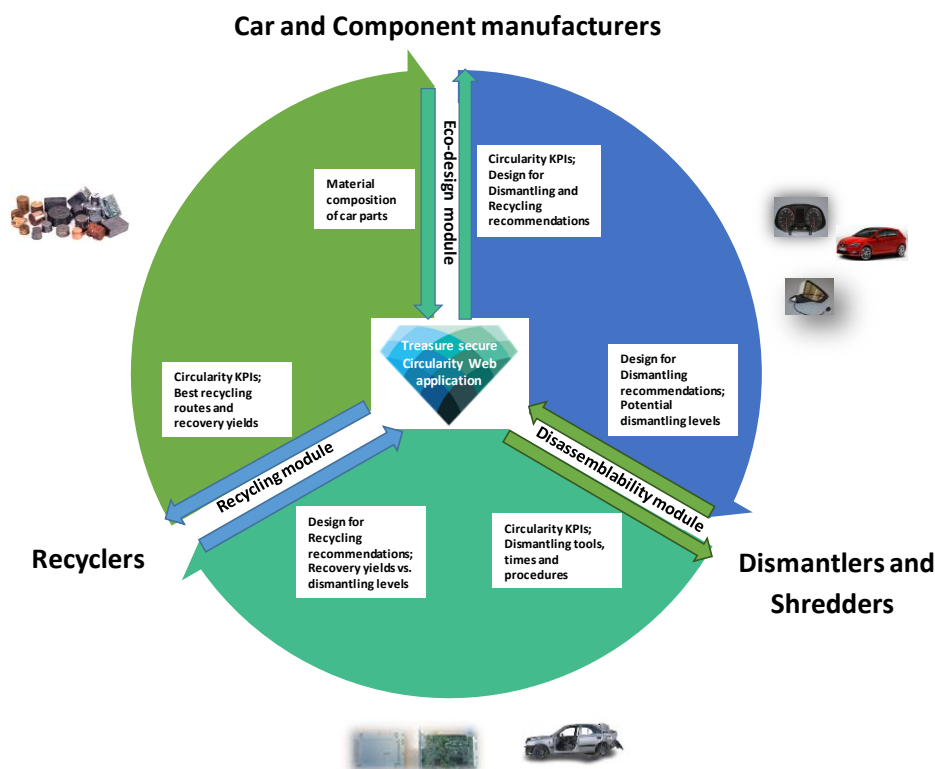 Car and Component manufacturers
Eco-design module
Material
composition
of car parts
Circularity KPIs;
Design for
Dismantling and
Recycling
recommendations
Treasure secure
Circularity Web
application
Circularity KPIs;
Best recycling
routes and
recovery yields
Design for
Dismantling
recommendations;
Potential
dismantling levels
Recycling module
Disassemblability module
Design for
Recycling
recommendations;
Recovery yields vs.
dismantling levels
Circularity KPIs;
Dismantling tools,
times and
procedures
Recyclers
Dismantlers and
Shredders